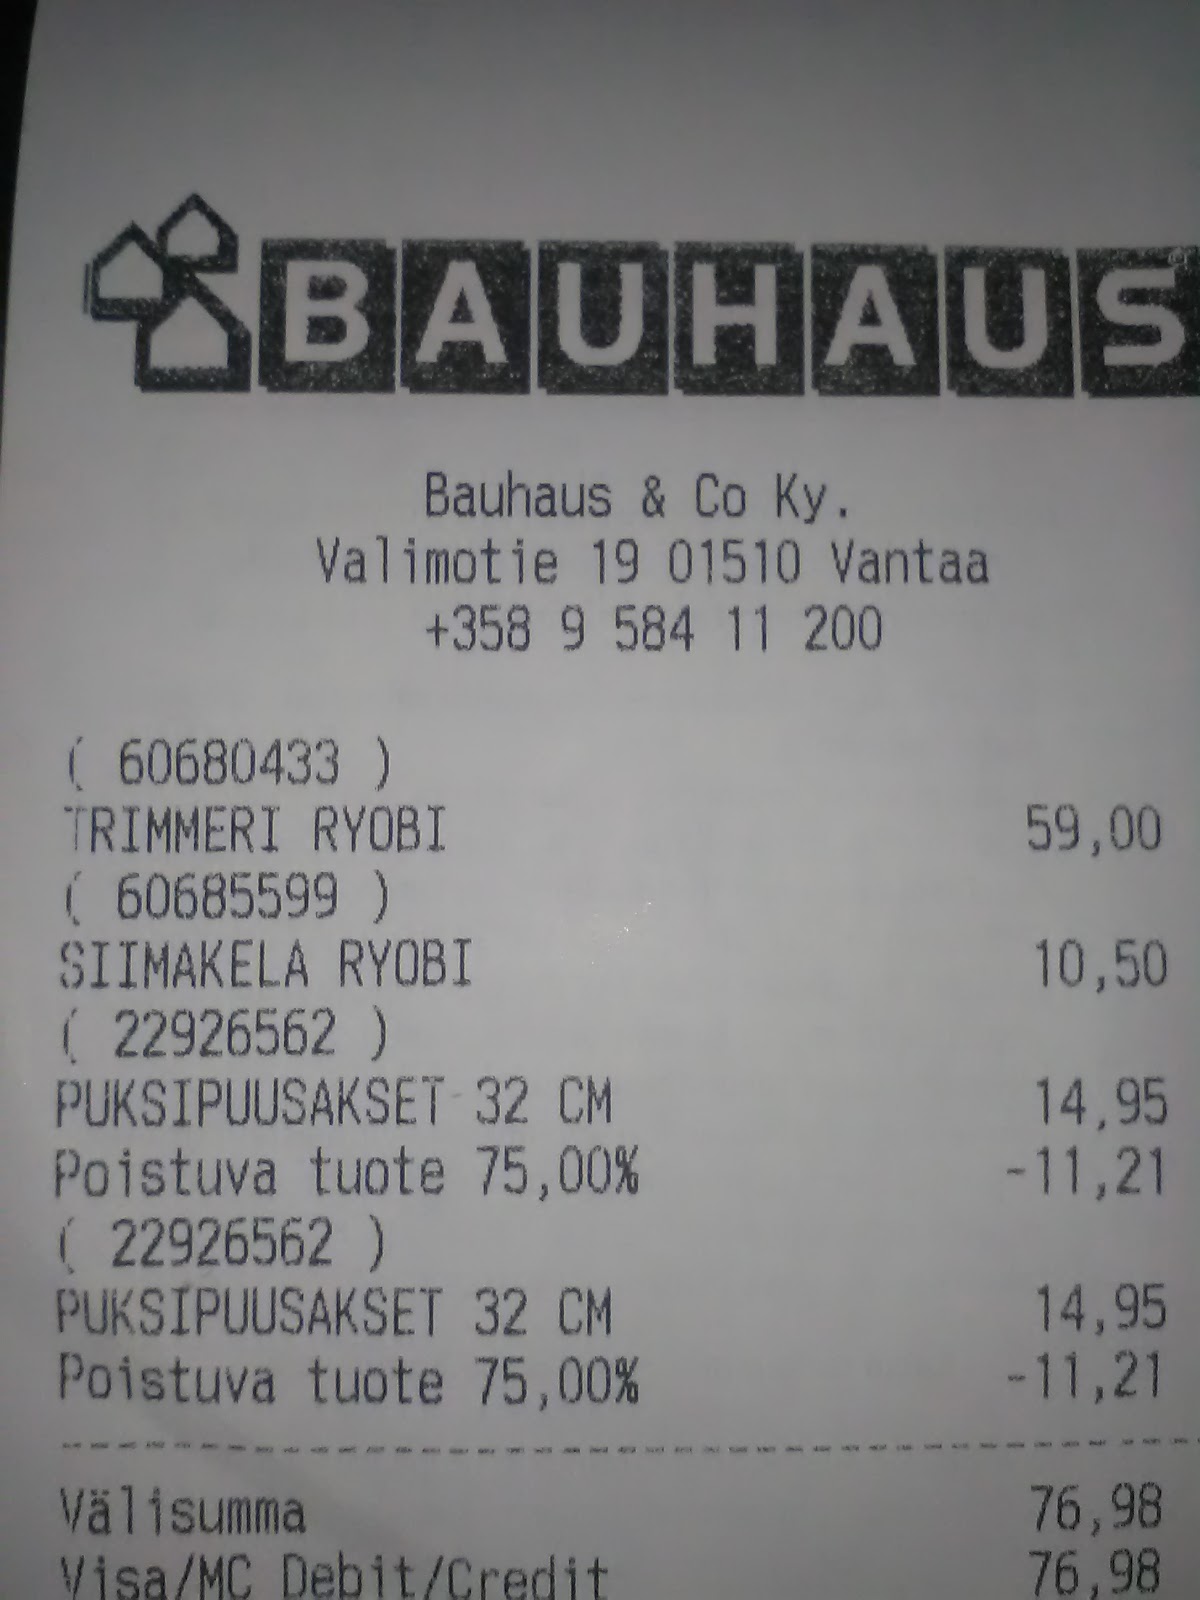 BAUHAUS®
Bauhaus & Co Ky.
Valimotie 19 01510 Vantaa
+358 9 584 11 200
( 60680433 )
TRIMMERI RYOBI 59,00
( 60685599 )
SIIMAKELA RYOBI 10,50
( 22926562 )
PUKSIPUUSAKSET 32 CM 14,95
Poistuva tuote 75,00% -11,21
( 22926562 )
PUKSIPUUSAKSET 32 CM 14,95
Poistuva tuote 75,00% -11,21
Välisumma 76,98
Visa/MC Debit/Credit 76,98